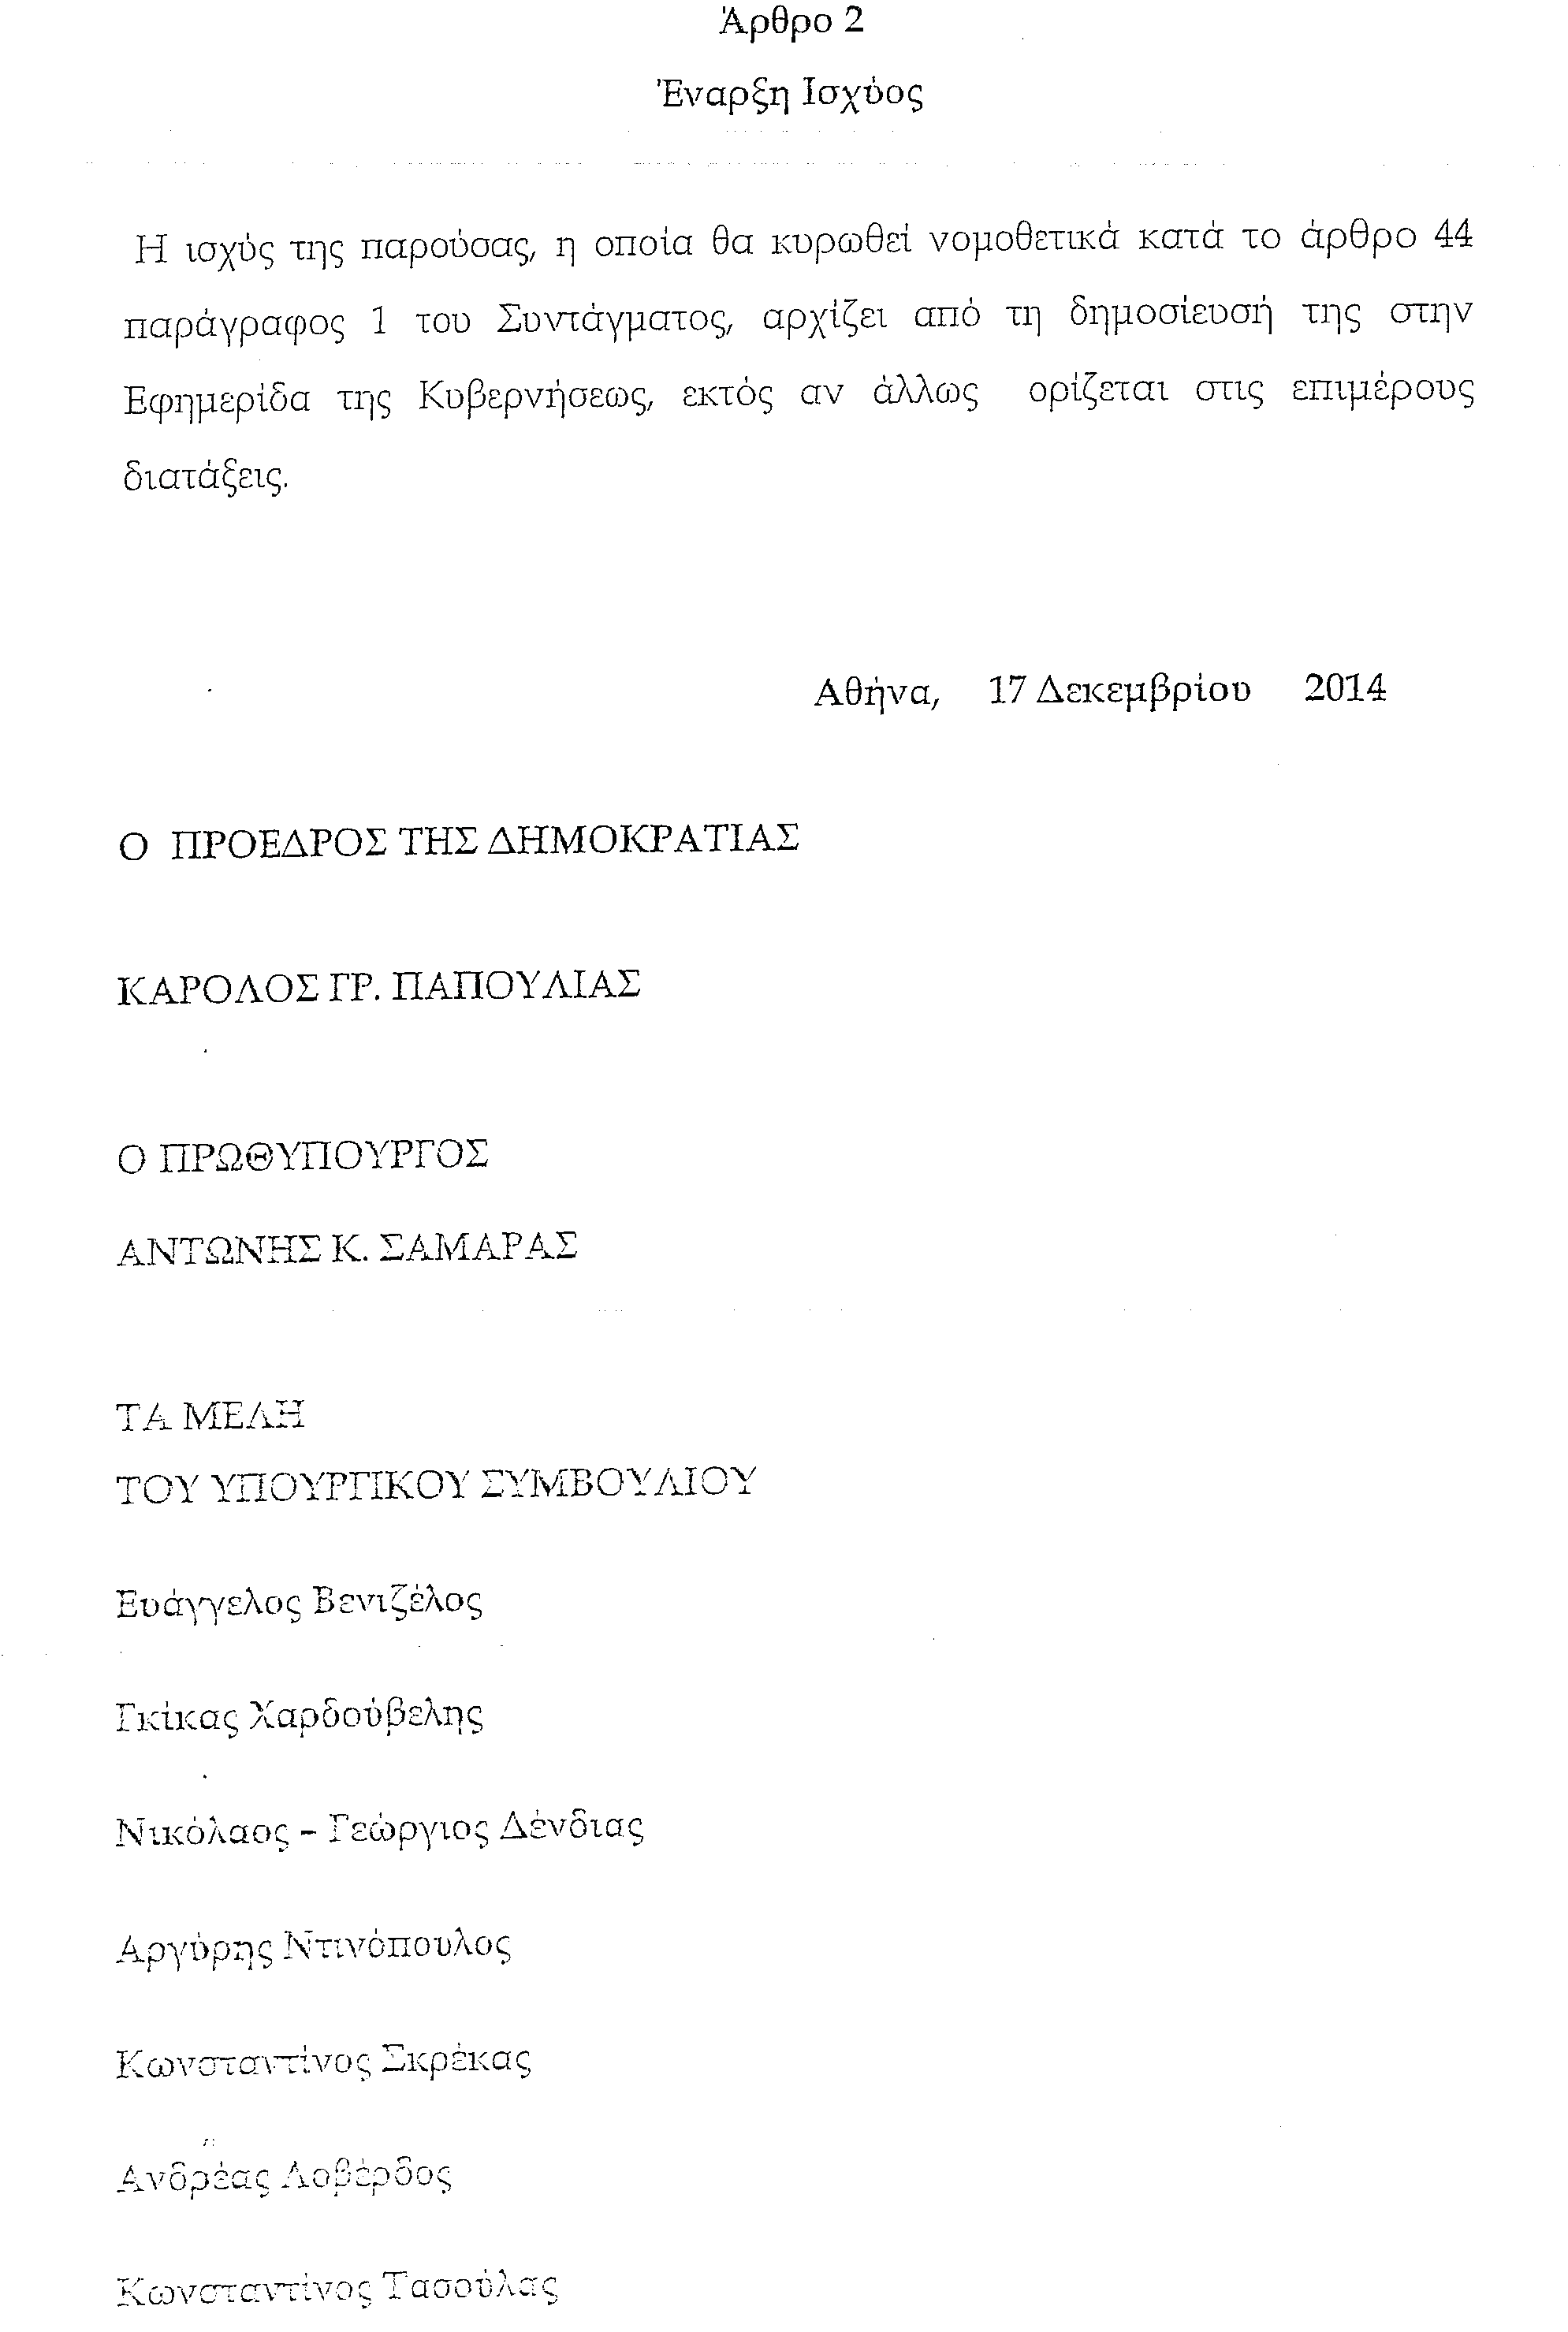 Άρθρο 2
Έναρξη Ισχύος
Η ισχύς της παρούσας, η οποία θα κυρωθεί νομοθετικά κατά το άρθρο 44
παράγραφος 1 του Συντάγματος, αρχίζει από τη δημοσίευσή της στην
Εφημερίδα της Κυβερνήσεως, εκτός αν άλλως ορίζεται στις επιμέρους
διατάξεις.
Αθήνα, 17 Δεκεμβρίου 2014
Ο ΠΡΟΕΔΡΟΣ ΤΗΣ ΔΗΜΟΚΡΑΤΙΑΣ
ΚΑΡΟΛΟΣ ΓΡ. ΠΑΠΟΥΛΙΑΣ
Ο ΠΡΩΘΥΠΟΥΡΓΟΣ
ΑΝΤΩΝΗΣ Κ. ΣΑΜΑΡΑΣ
ΤΑ ΜΕΛΗ
ΤΟΥ ΥΠΟΥΡΓΙΚΟΥ ΣΥΜΒΟΥΛΙΟΥ
Ευάγγελος Βενιζέλος
Γκίκας Χαρδούβελης
Νικόλαος – Γεώργιος Δένδιας
Αργύρης Ντινόπουλος
Κωνσταντίνος Σκρέκας
Ανδρέας Λοβέρδος
Κωνσταντίνος Τασούλας